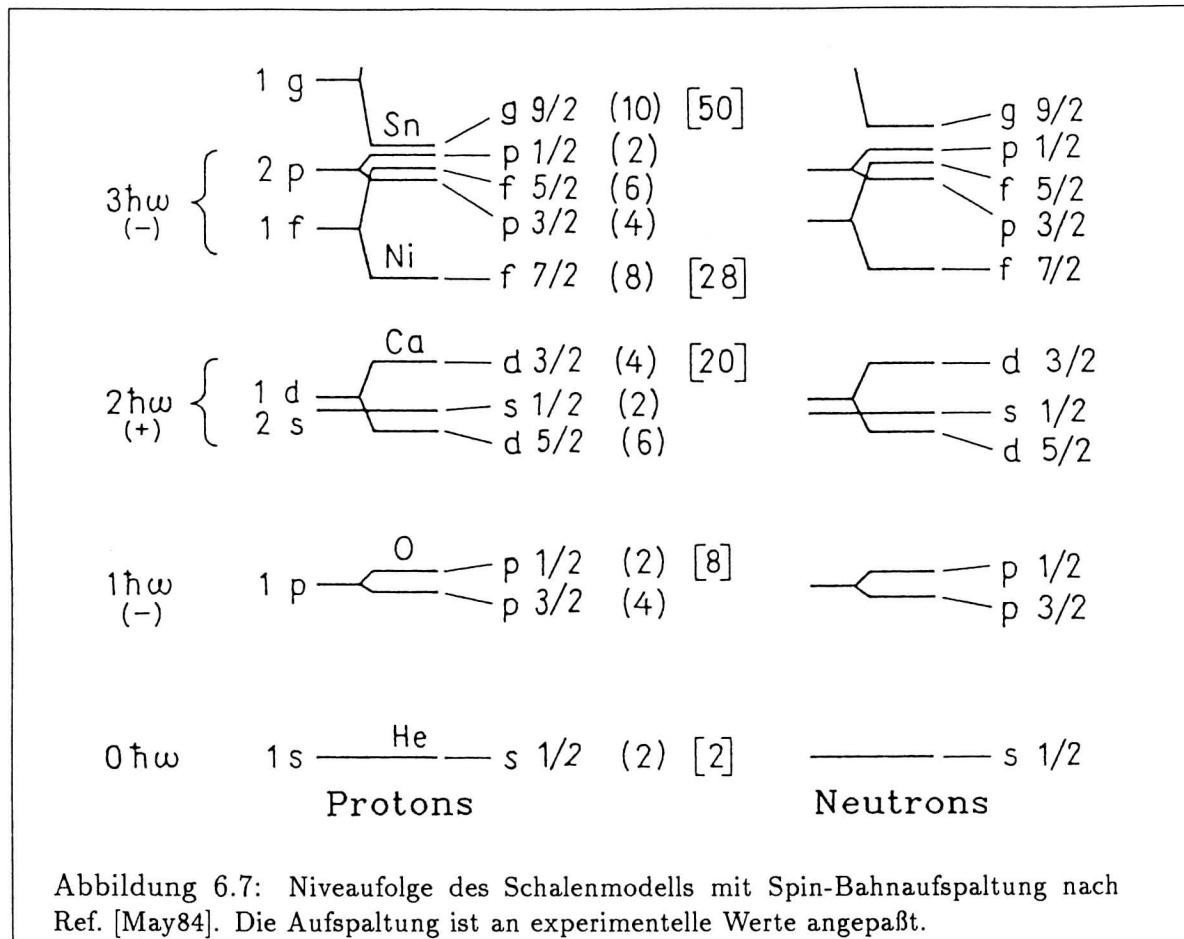 1 g
Sn
g 9/2 (10) [50]
g 9/2
3ħω
(−)
2 p
p 1/2 (2)
p 1/2
f 5/2 (6)
f 5/2
1 f
p 3/2 (4)
p 3/2
Ni
f 7/2 (8) [28]
f 7/2
Ca
d 3/2 (4) [20]
d 3/2
2ħω
(+)
1 d
s 1/2 (2)
s 1/2
2 s
d 5/2 (6)
d 5/2
O
p 1/2 (2) [8]
p 1/2
1ħω
(−)
1 p
p 3/2 (4)
p 3/2
He
0ħω 1 s s 1/2 (2) [2] s 1/2
Protons Neutrons
Abbildung 6.7: Niveaufolge des Schalenmodells mit Spin-Bahnaufspaltung nach
Ref. [May84]. Die Aufspaltung ist an experimentelle Werte angepaßt.